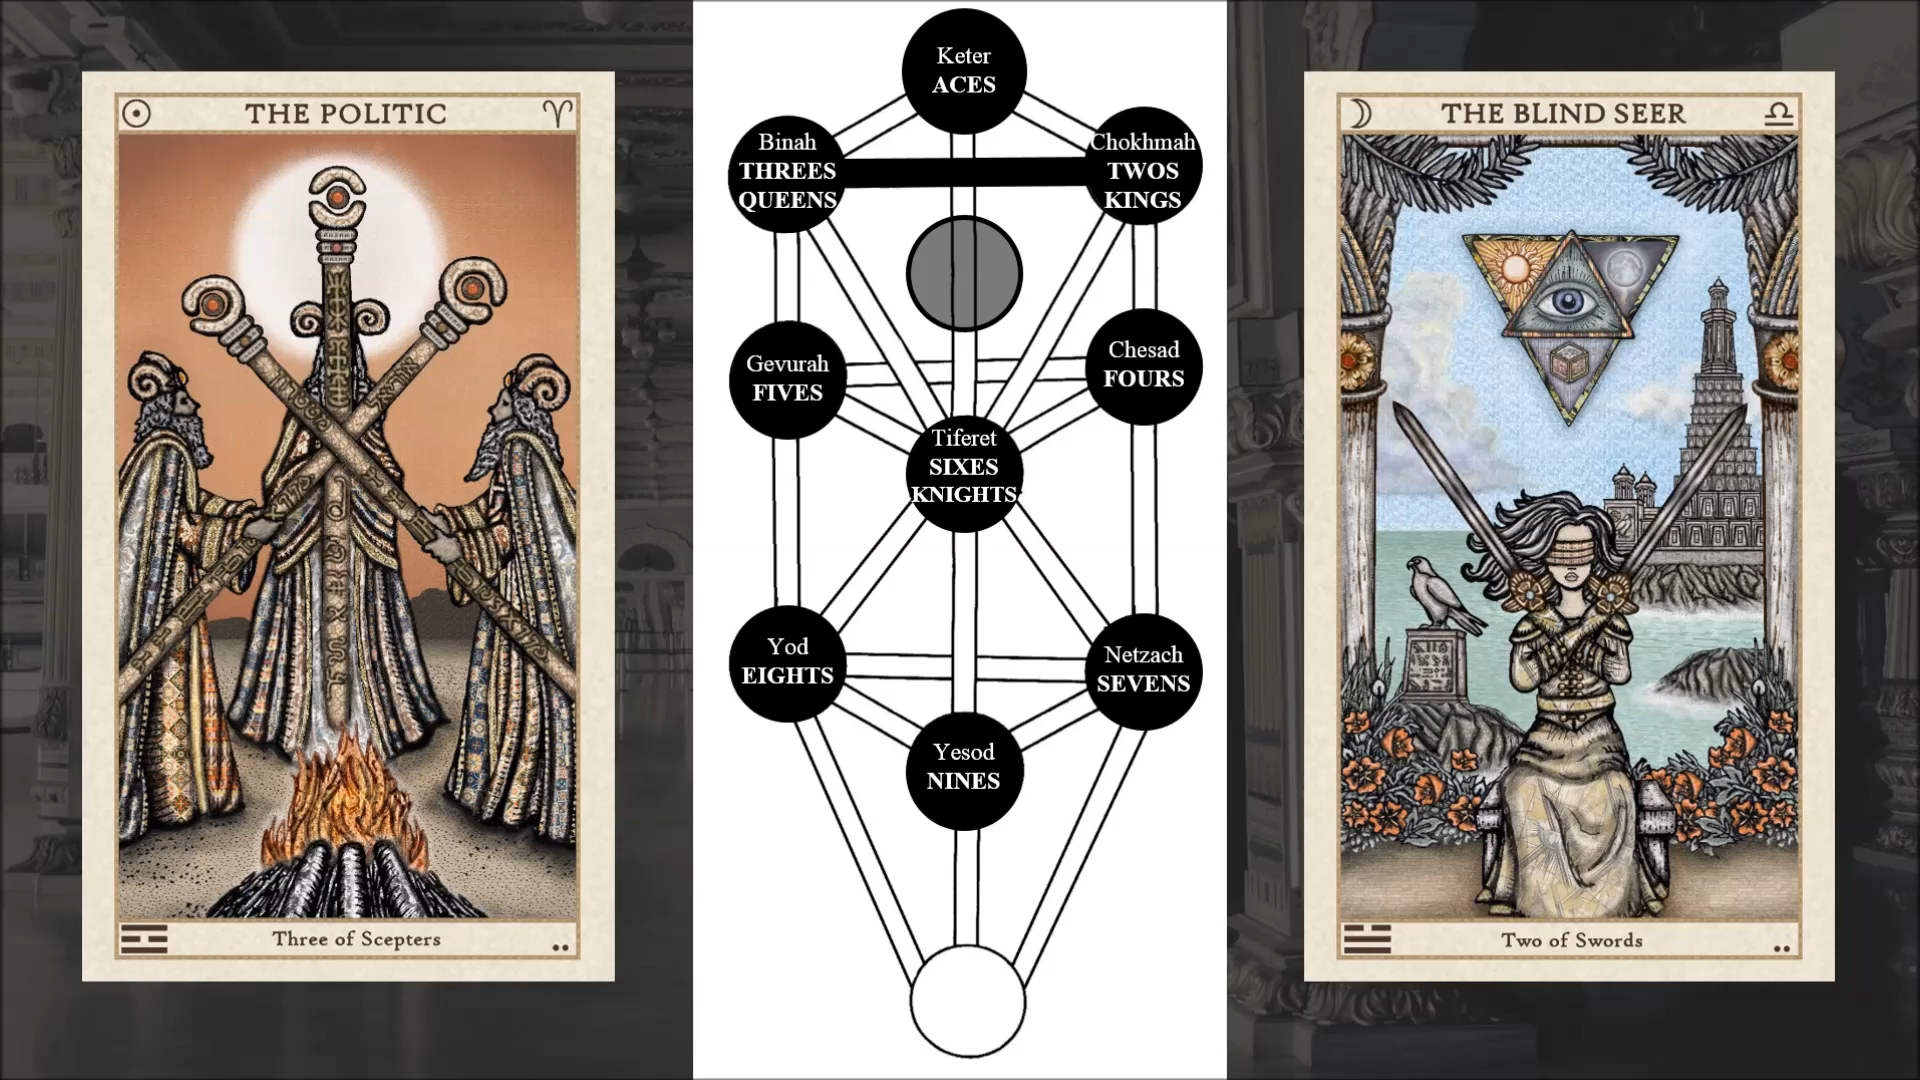 THE POLITIC
Three of Scepters
Keter
ACES
Binah
THREES
QUEENS
Chokhmah
TWOS
KINGS
Gevurah
FIVES
Chesad
FOURS
Tiferet
SIXES
KNIGHTS
Yod
EIGHTS
Netzach
SEVENS
Yesod
NINES
THE BLIND SEER
Two of Swords